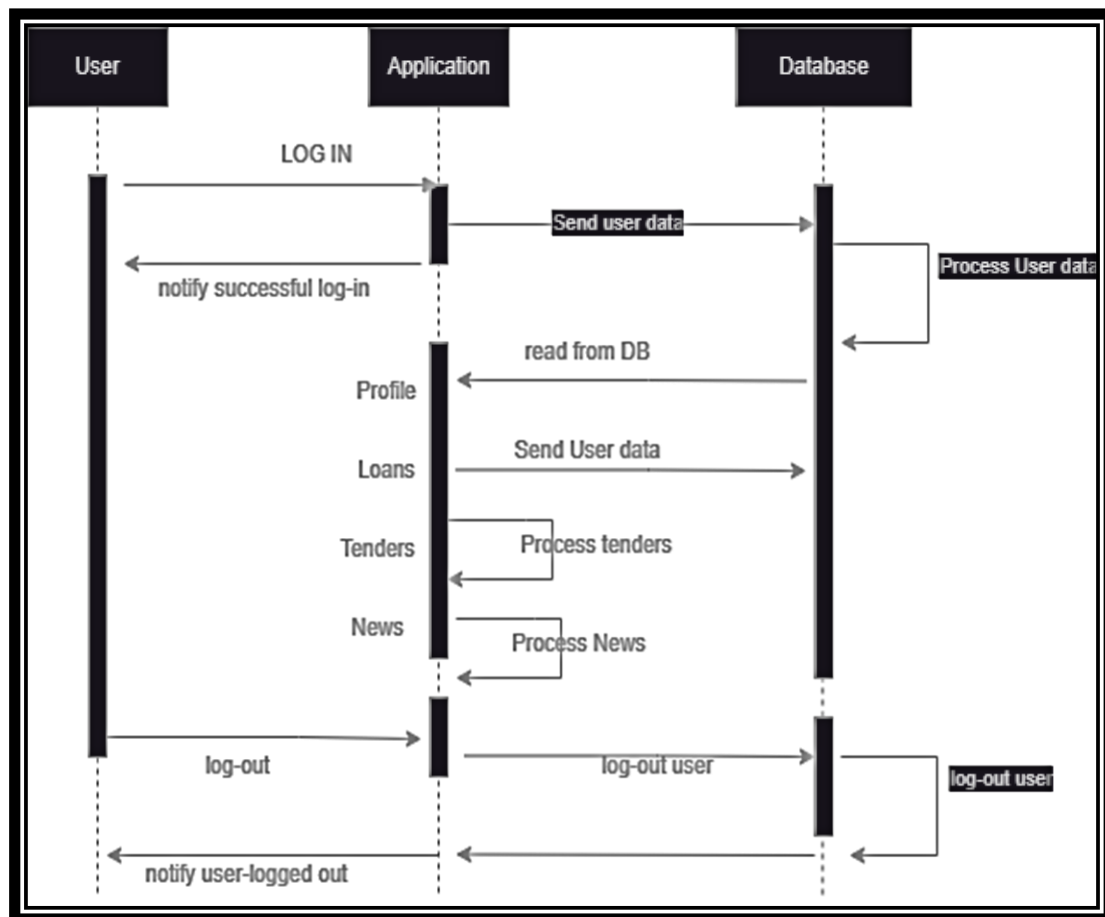 User
Application
Database
LOG IN
Send user data
Process User data
notify successful log-in
read from DB
Profile
Send User data
Loans
Process tenders
Tenders
News
Process News
log-out
log-out user
log-out user
notify user-logged out